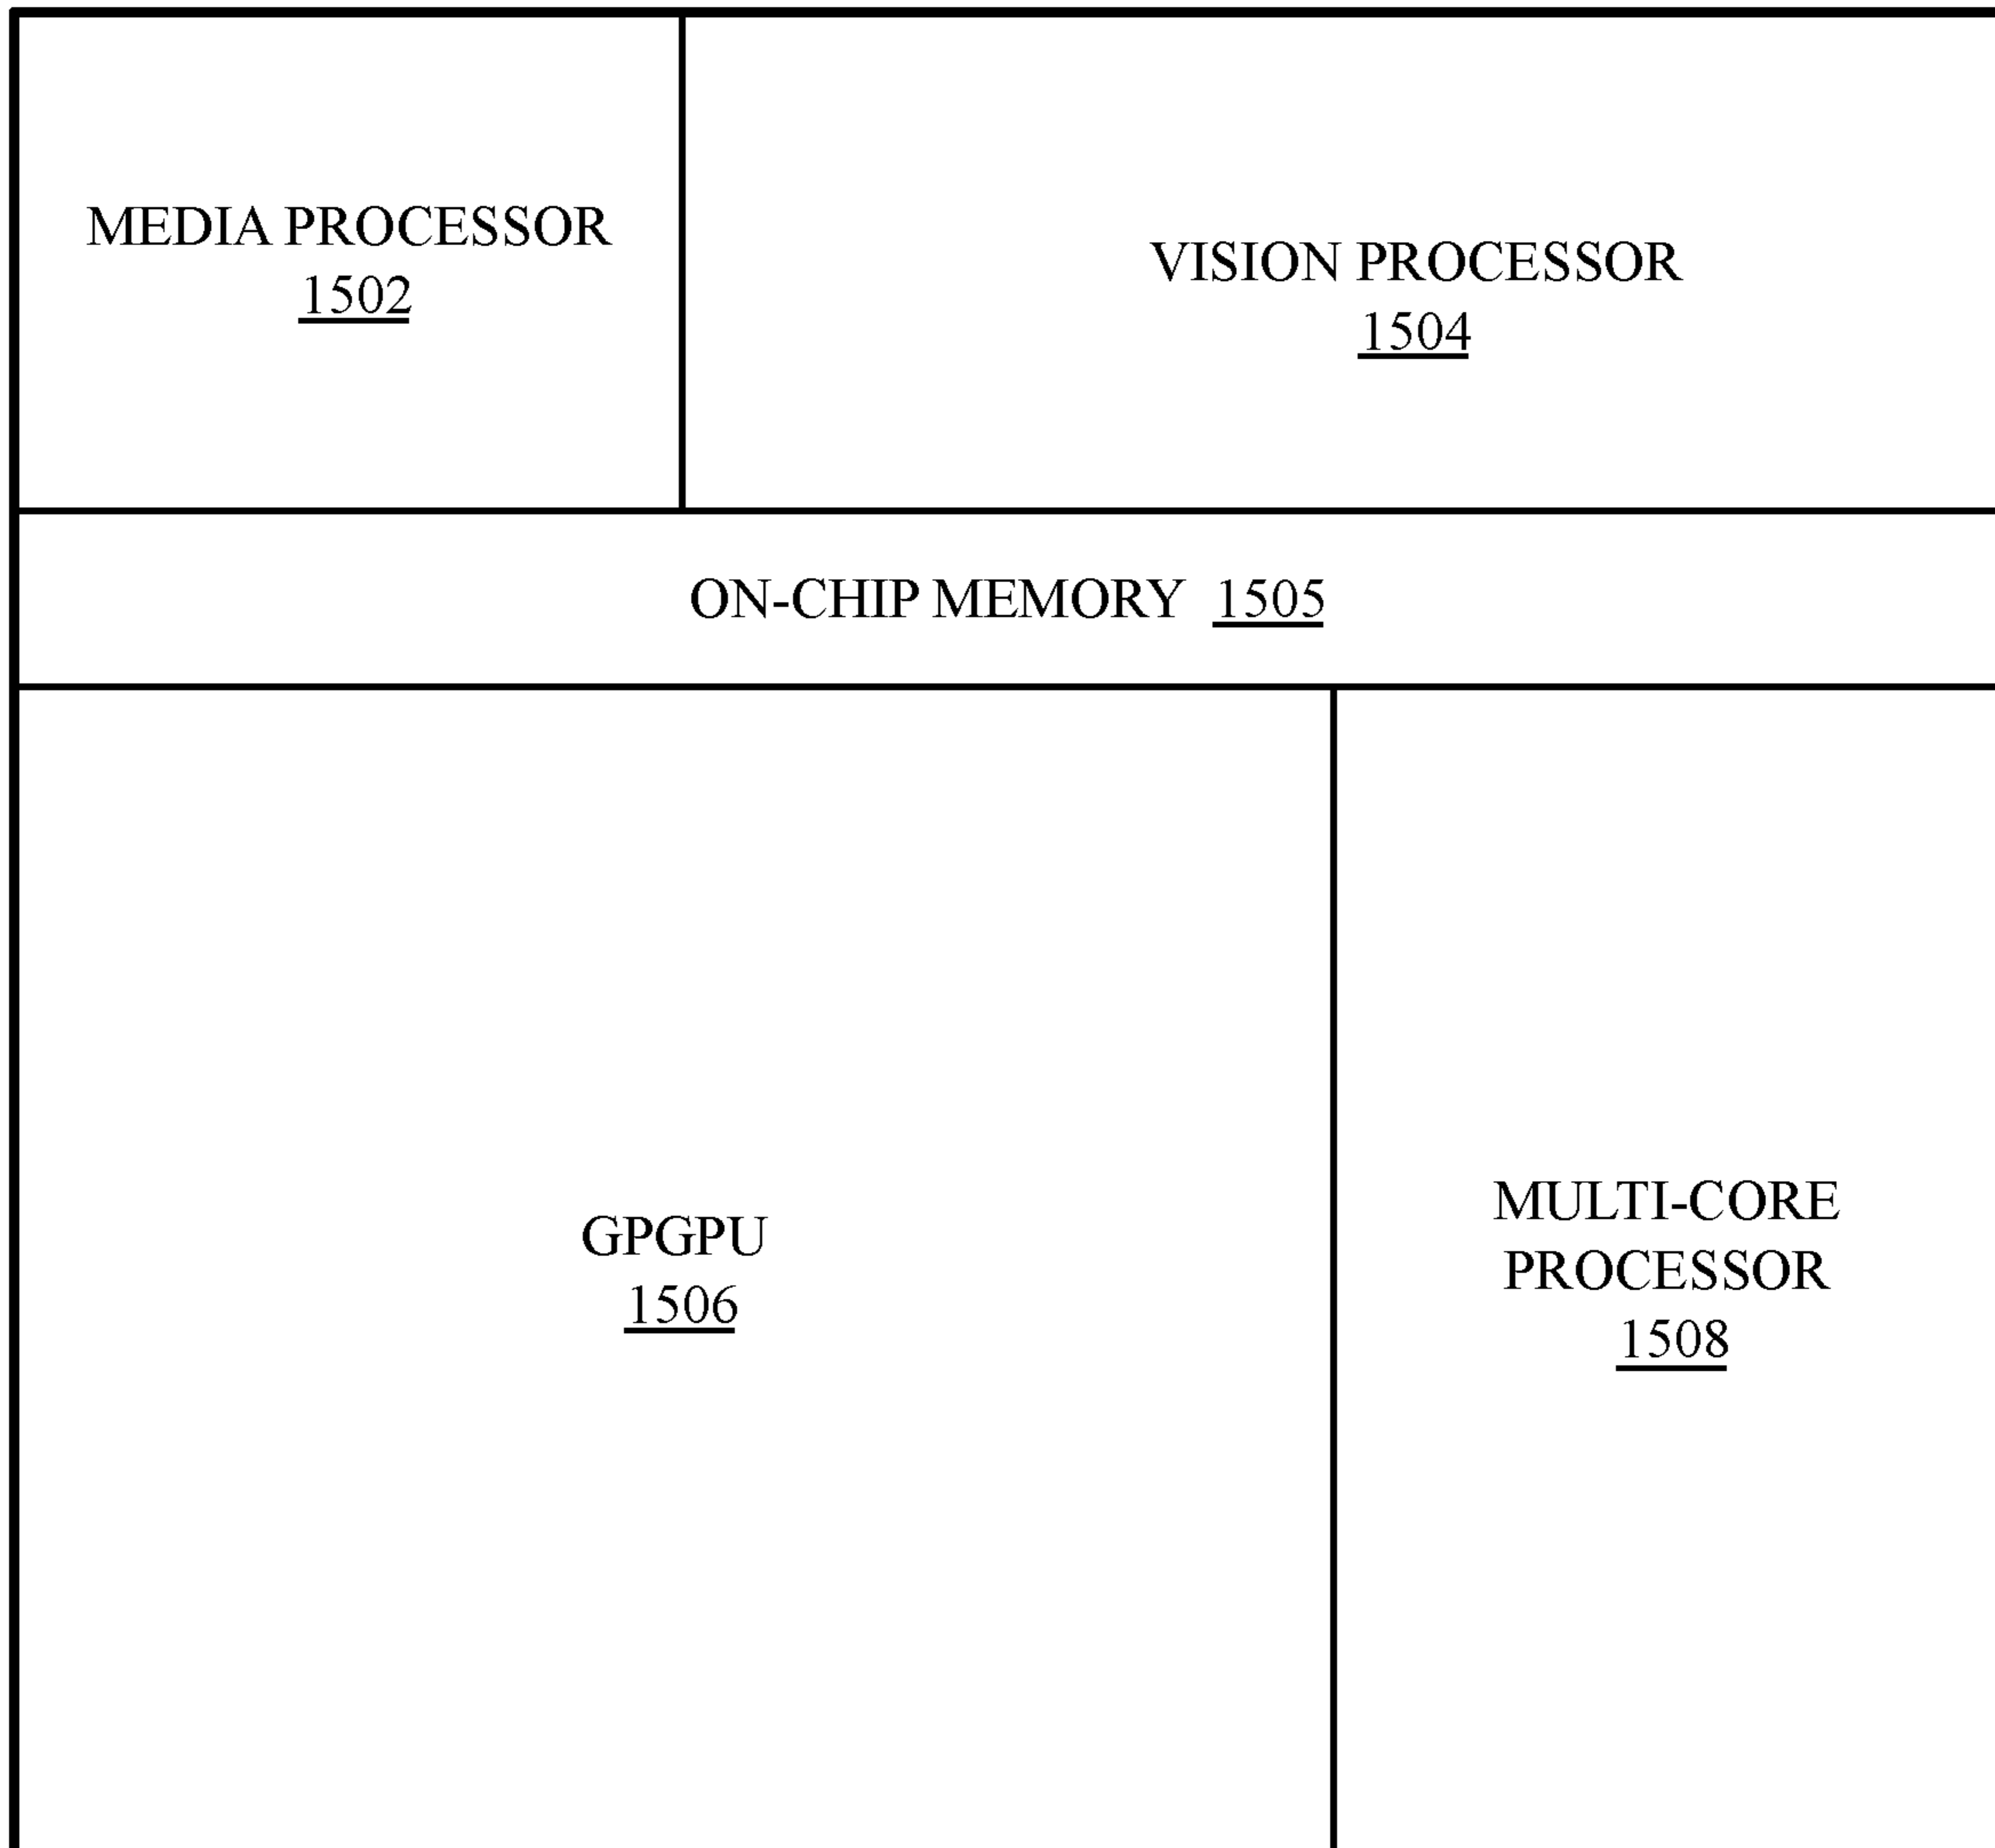 MEDIA PROCESSOR
1502
VISION PROCESSOR
1504
ON-CHIP MEMORY 1505
GPGPU
1506
MULTI-CORE
PROCESSOR
1508